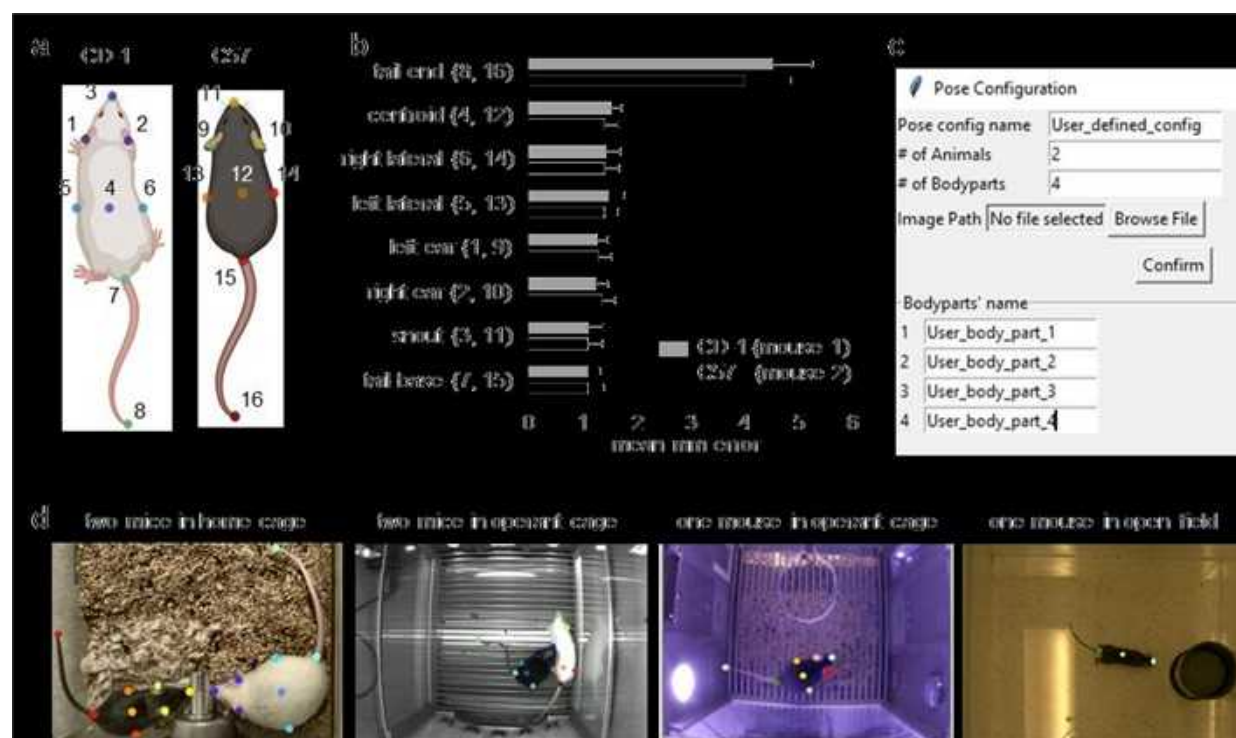 a
CD-1
C57
3
1
2
5
4
6
7
8
11
9
10
13
12
14
15
16
b
tail end (8, 16)
centroid (4, 12)
right lateral (6, 14)
left lateral (5, 13)
left ear (1, 9)
right ear (2, 10)
snout (3, 11)
tail base (7, 15)
CD-1 (mouse 1)
C57 (mouse 2)
0 1 2 3 4 5 6
mean mm error
c
Pose Configuration
Pose config name User_defined_config
# of Animals 2
# of Bodyparts 4
Image Path No file selected Browse File
Confirm
Bodyparts' name
1 User_body_part_1
2 User_body_part_2
3 User_body_part_3
4 User_body_part_4
d
two mice in home cage
two mice in operant cage
one mouse in operant cage
one mouse in open field